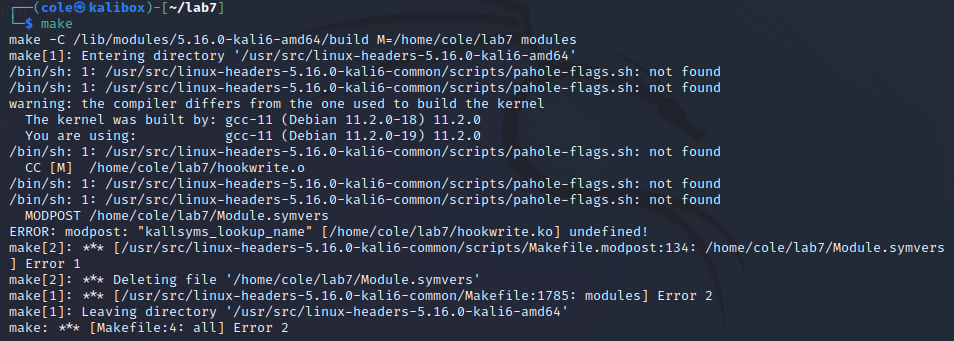 ┌──(cole㉿kalibox)-[~/lab7]
└─$ make
make -C /lib/modules/5.16.0-kali6-amd64/build M=/home/cole/lab7 modules
make[1]: Entering directory '/usr/src/linux-headers-5.16.0-kali6-amd64'
/bin/sh: 1: /usr/src/linux-headers-5.16.0-kali6-common/scripts/pahole-flags.sh: not found
/bin/sh: 1: /usr/src/linux-headers-5.16.0-kali6-common/scripts/pahole-flags.sh: not found
warning: the compiler differs from the one used to build the kernel
  The kernel was built by: gcc-11 (Debian 11.2.0-18) 11.2.0
  You are using:           gcc-11 (Debian 11.2.0-19) 11.2.0
/bin/sh: 1: /usr/src/linux-headers-5.16.0-kali6-common/scripts/pahole-flags.sh: not found
  CC [M]  /home/cole/lab7/hookwrite.o
/bin/sh: 1: /usr/src/linux-headers-5.16.0-kali6-common/scripts/pahole-flags.sh: not found
/bin/sh: 1: /usr/src/linux-headers-5.16.0-kali6-common/scripts/pahole-flags.sh: not found
  MODPOST /home/cole/lab7/Module.symvers
ERROR: modpost: "kallsyms_lookup_name" [/home/cole/lab7/hookwrite.ko] undefined!
make[2]: *** [/usr/src/linux-headers-5.16.0-kali6-common/scripts/Makefile.modpost:134: /home/cole/lab7/Module.symvers
] Error 1
make[2]: *** Deleting file '/home/cole/lab7/Module.symvers'
make[1]: *** [/usr/src/linux-headers-5.16.0-kali6-common/Makefile:1785: modules] Error 2
make[1]: Leaving directory '/usr/src/linux-headers-5.16.0-kali6-amd64'
make: *** [Makefile:4: all] Error 2